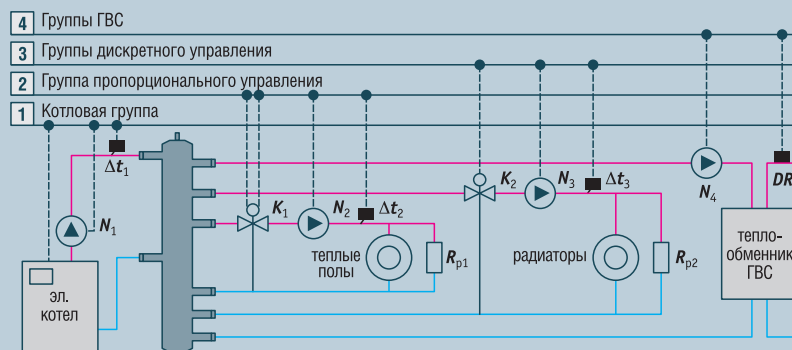 4 Группы ГВС
3 Группы дискретного управления
2 Группа пропорционального управления
1 Котловая группа
Δt1
N1
эл.
котел
K1
N2
Δt2
теплые
полы
Rр1
K2
N3
Δt3
радиаторы
Rр2
N4
DR
тепло-
обменник
ГВС